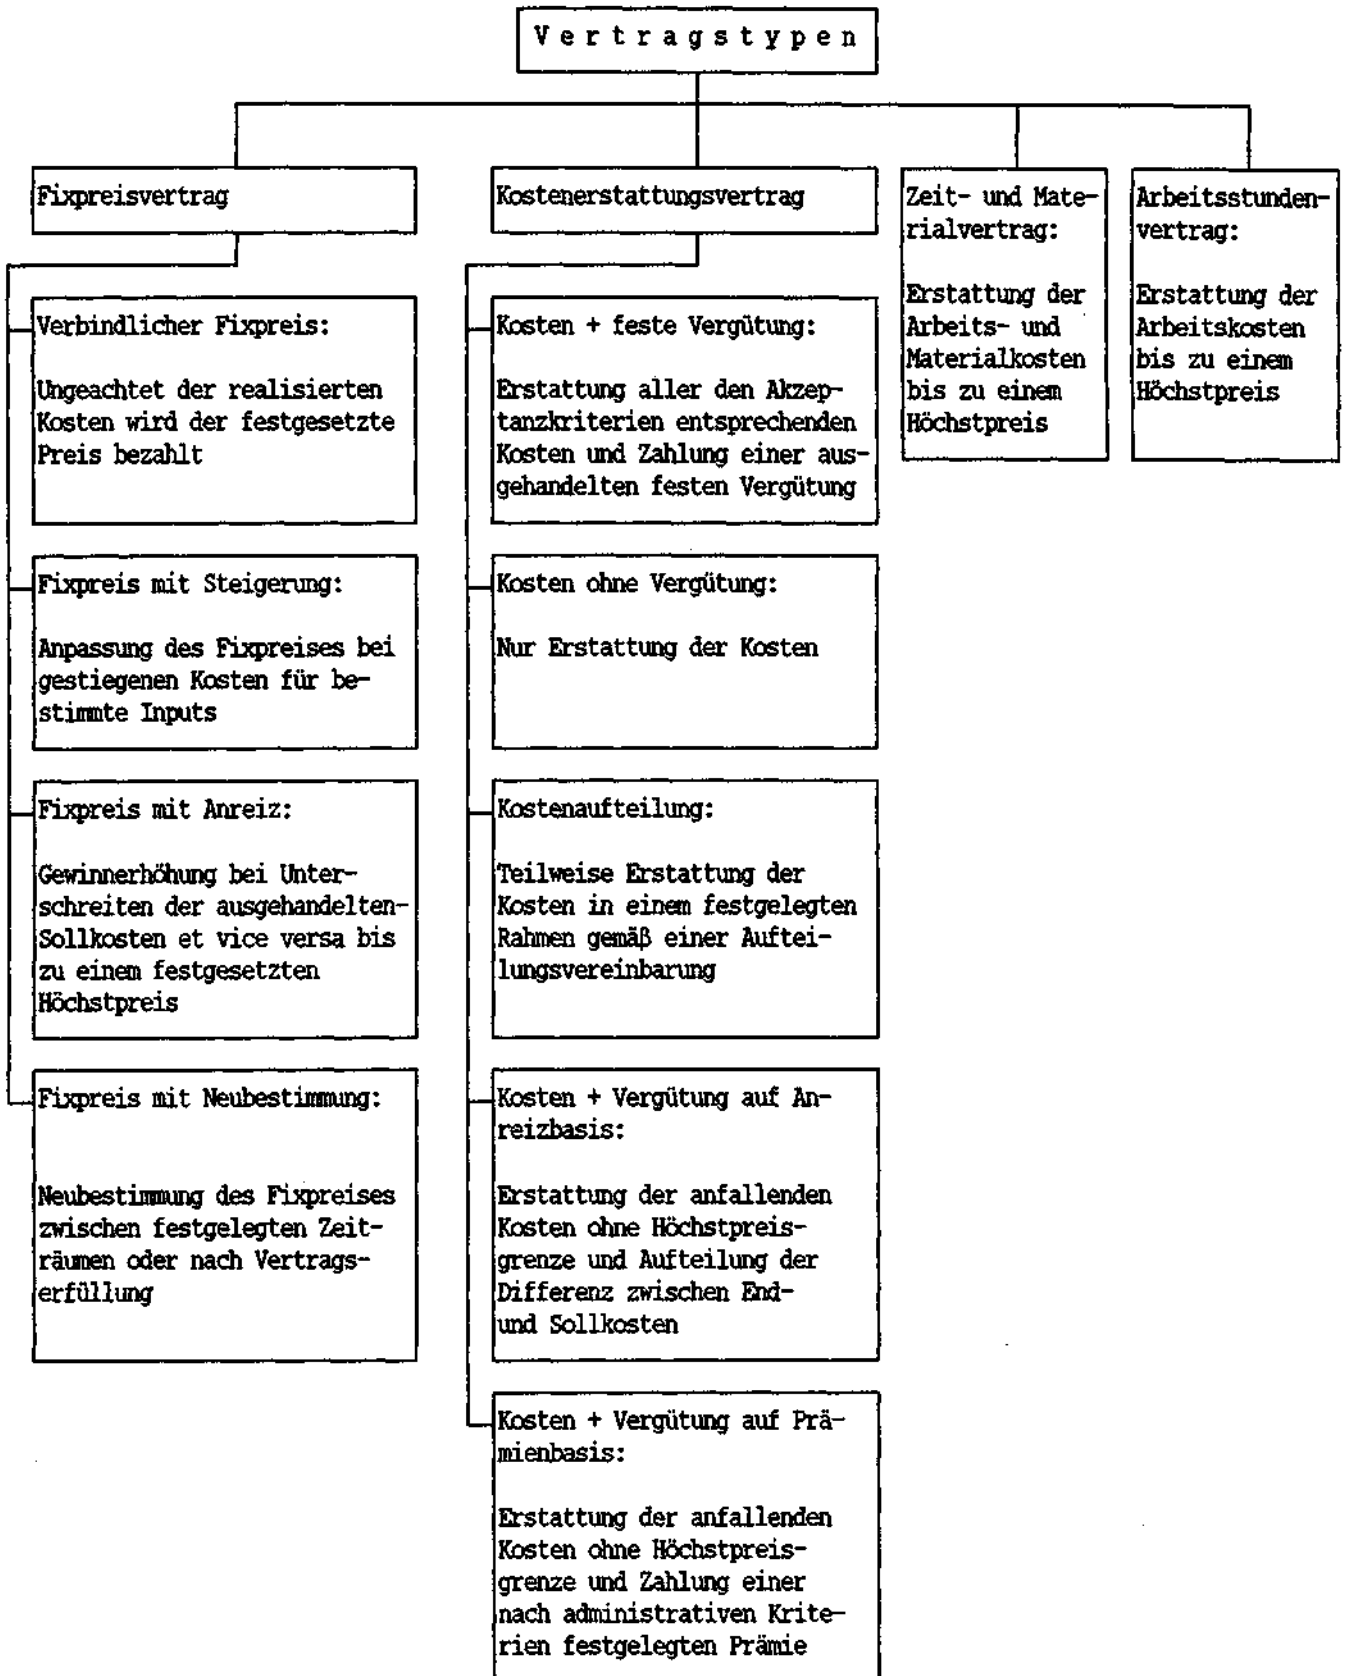 Vertragstypen
Fixpreisvertrag
Verbindlicher Fixpreis:
Ungeachtet der realisierten
Kosten wird der festgesetzte
Preis bezahlt
Fixpreis mit Steigerung:
Anpassung des Fixpreises bei
gestiegenen Kosten für be-
stimmte Inputs
Fixpreis mit Anreiz:
Gewinnerhöhung bei Unter-
schreiten der ausgehandelten-
Sollkosten et vice versa bis
zu einem festgesetzten
Höchstpreis
Fixpreis mit Neubestimmung:
Neubestimmung des Fixpreises
zwischen festgelegten Zeit-
räumen oder nach Vertrags-
erfüllung
Kostenerstattungsvertrag
Kosten + feste Vergütung:
Erstattung aller den Akzep-
tanzkriterien entsprechenden
Kosten und Zahlung einer aus-
gehandelten festen Vergütung
Kosten ohne Vergütung:
Nur Erstattung der Kosten
Kostenaufteilung:
Teilweise Erstattung der
Kosten in einem festgelegten
Rahmen gemäß einer Auftei-
lungsvereinbarung
Kosten + Vergütung auf An-
reizbasis:
Erstattung der anfallenden
Kosten ohne Höchstpreis-
grenze und Aufteilung der
Differenz zwischen End-
und Sollkosten
Kosten + Vergütung auf Prä-
mienbasis:
Erstattung der anfallenden
Kosten ohne Höchstpreis-
grenze und Zahlung einer
nach administrativen Krite-
rien festgelegten Prämie
Zeit- und Mate-
rialvertrag:
Erstattung der
Arbeits- und
Materialkosten
bis zu einem
Höchstpreis
Arbeitsstunden-
vertrag:
Erstattung der
Arbeitskosten
bis zu einem
Höchstpreis